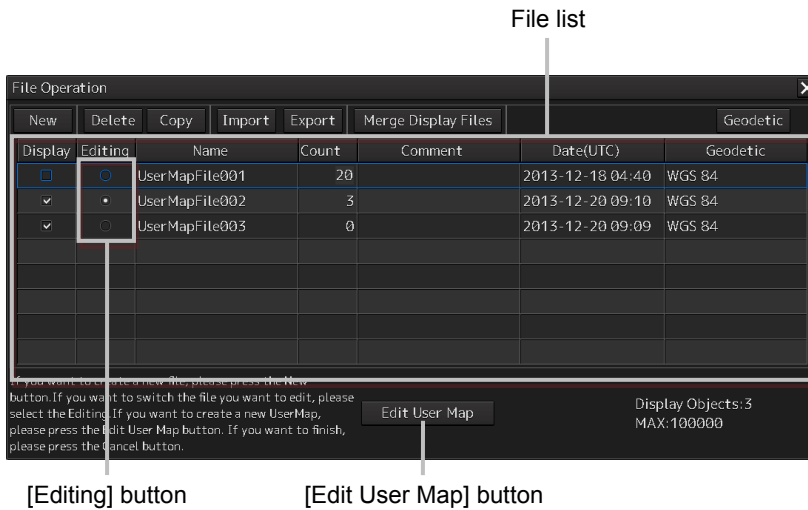 File list
File Operation
New Delete Copy Import Export Merge Display Files Geodetic
Display Editing Name Count Comment Date(UTC) Geodetic
UserMapFile001 20 2013-12-18 04:40 WGS 84
UserMapFile002 3 2013-12-20 09:10 WGS 84
UserMapFile003 0 2013-12-20 09:09 WGS 84
If you want to create a new file, please press the New
button.If you want to switch the file you want to edit, please
select the Editing.If you want to create a new UserMap,
please press the Edit User Map button. If you want to finish,
please press the Cancel button.
Edit User Map
Display Objects:3
MAX:100000
[Editing] button
[Edit User Map] button